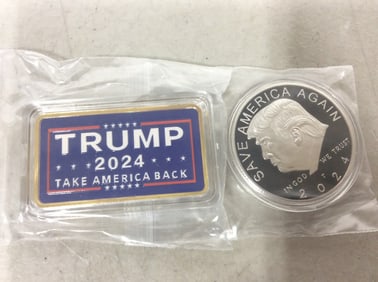 TRUMP
2024
TAKE AMERICA BACK
SAVE AMERICA AGAIN
IN GOD WE TRUST
2024